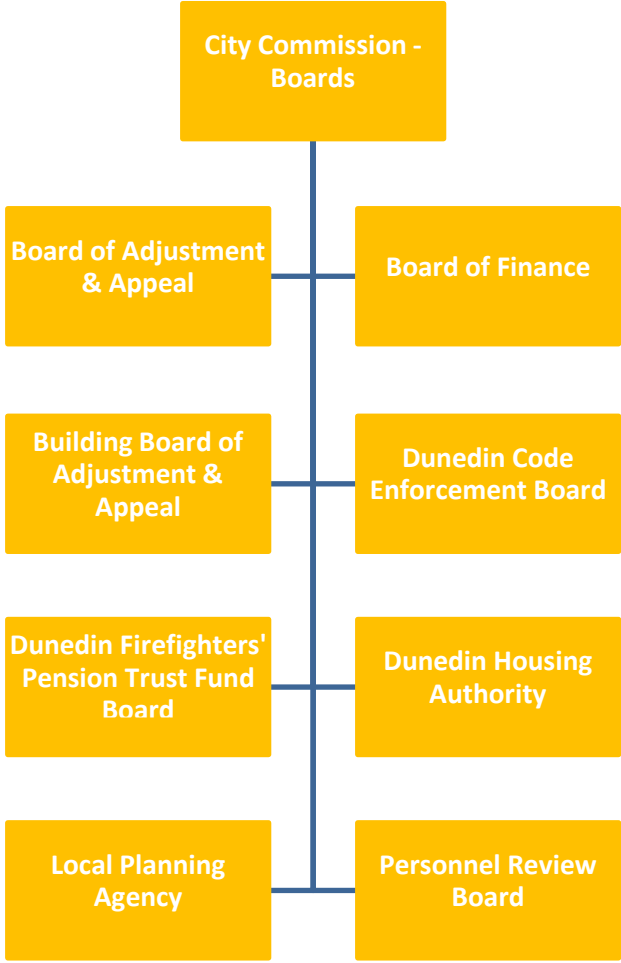 City Commission -
Boards
Board of Adjustment
& Appeal
Board of Finance
Building Board of
Adjustment &
Appeal
Dunedin Code
Enforcement Board
Dunedin Firefighters'
Pension Trust Fund
Board
Dunedin Housing
Authority
Local Planning
Agency
Personnel Review
Board